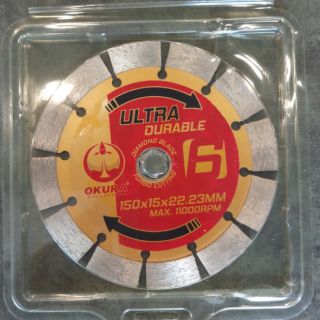 ULTRA
DURABLE
DIAMOND BLADE
TURBO CUTTING
6
OKURA
150x15x22.23MM
MAX. 11000RPM